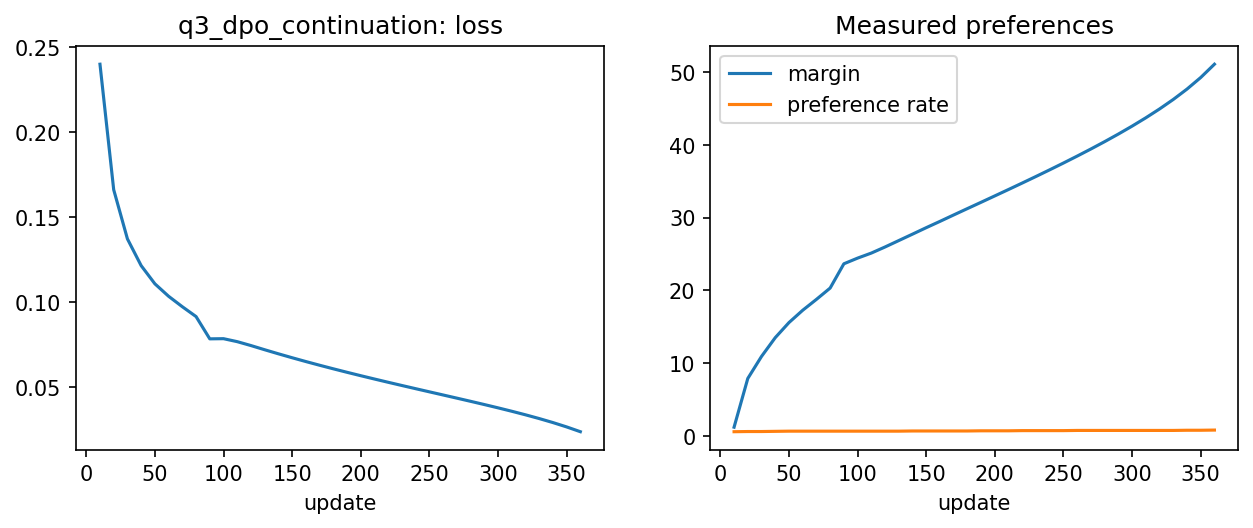 q3_dpo_continuation: loss
0.25
0.20
0.15
0.10
0.05
0 50 100 150 200 250 300 350
update
Measured preferences
margin
preference rate
50
40
30
20
10
0
0 50 100 150 200 250 300 350
update